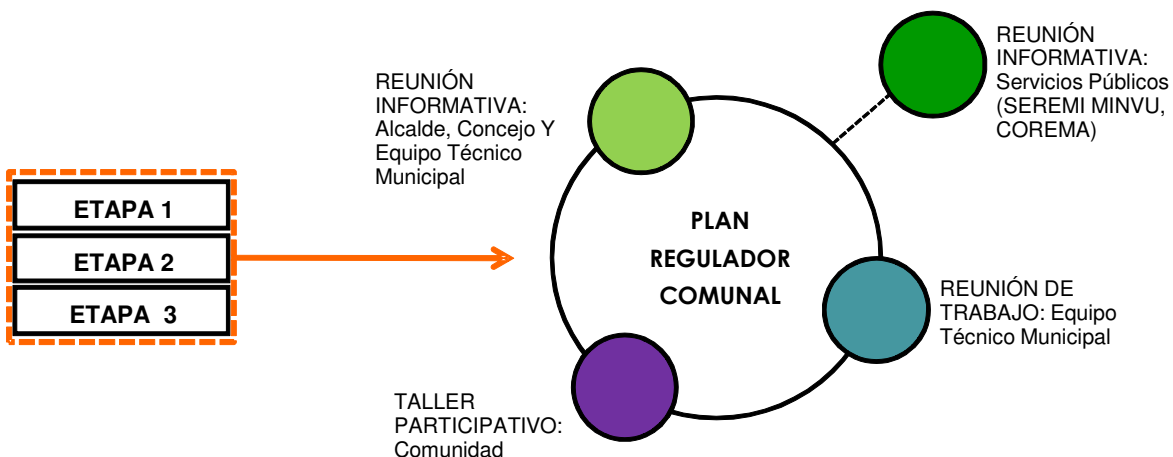 REUNIÓN
INFORMATIVA:
Servicios Públicos
(SEREMI MINVU,
COREMA)
REUNIÓN
INFORMATIVA:
Alcalde, Concejo Y
Equipo Técnico
Municipal
ETAPA 1
ETAPA 2
ETAPA 3
PLAN
REGULADOR
COMUNAL
REUNIÓN DE
TRABAJO: Equipo
Técnico Municipal
TALLER
PARTICIPATIVO:
Comunidad